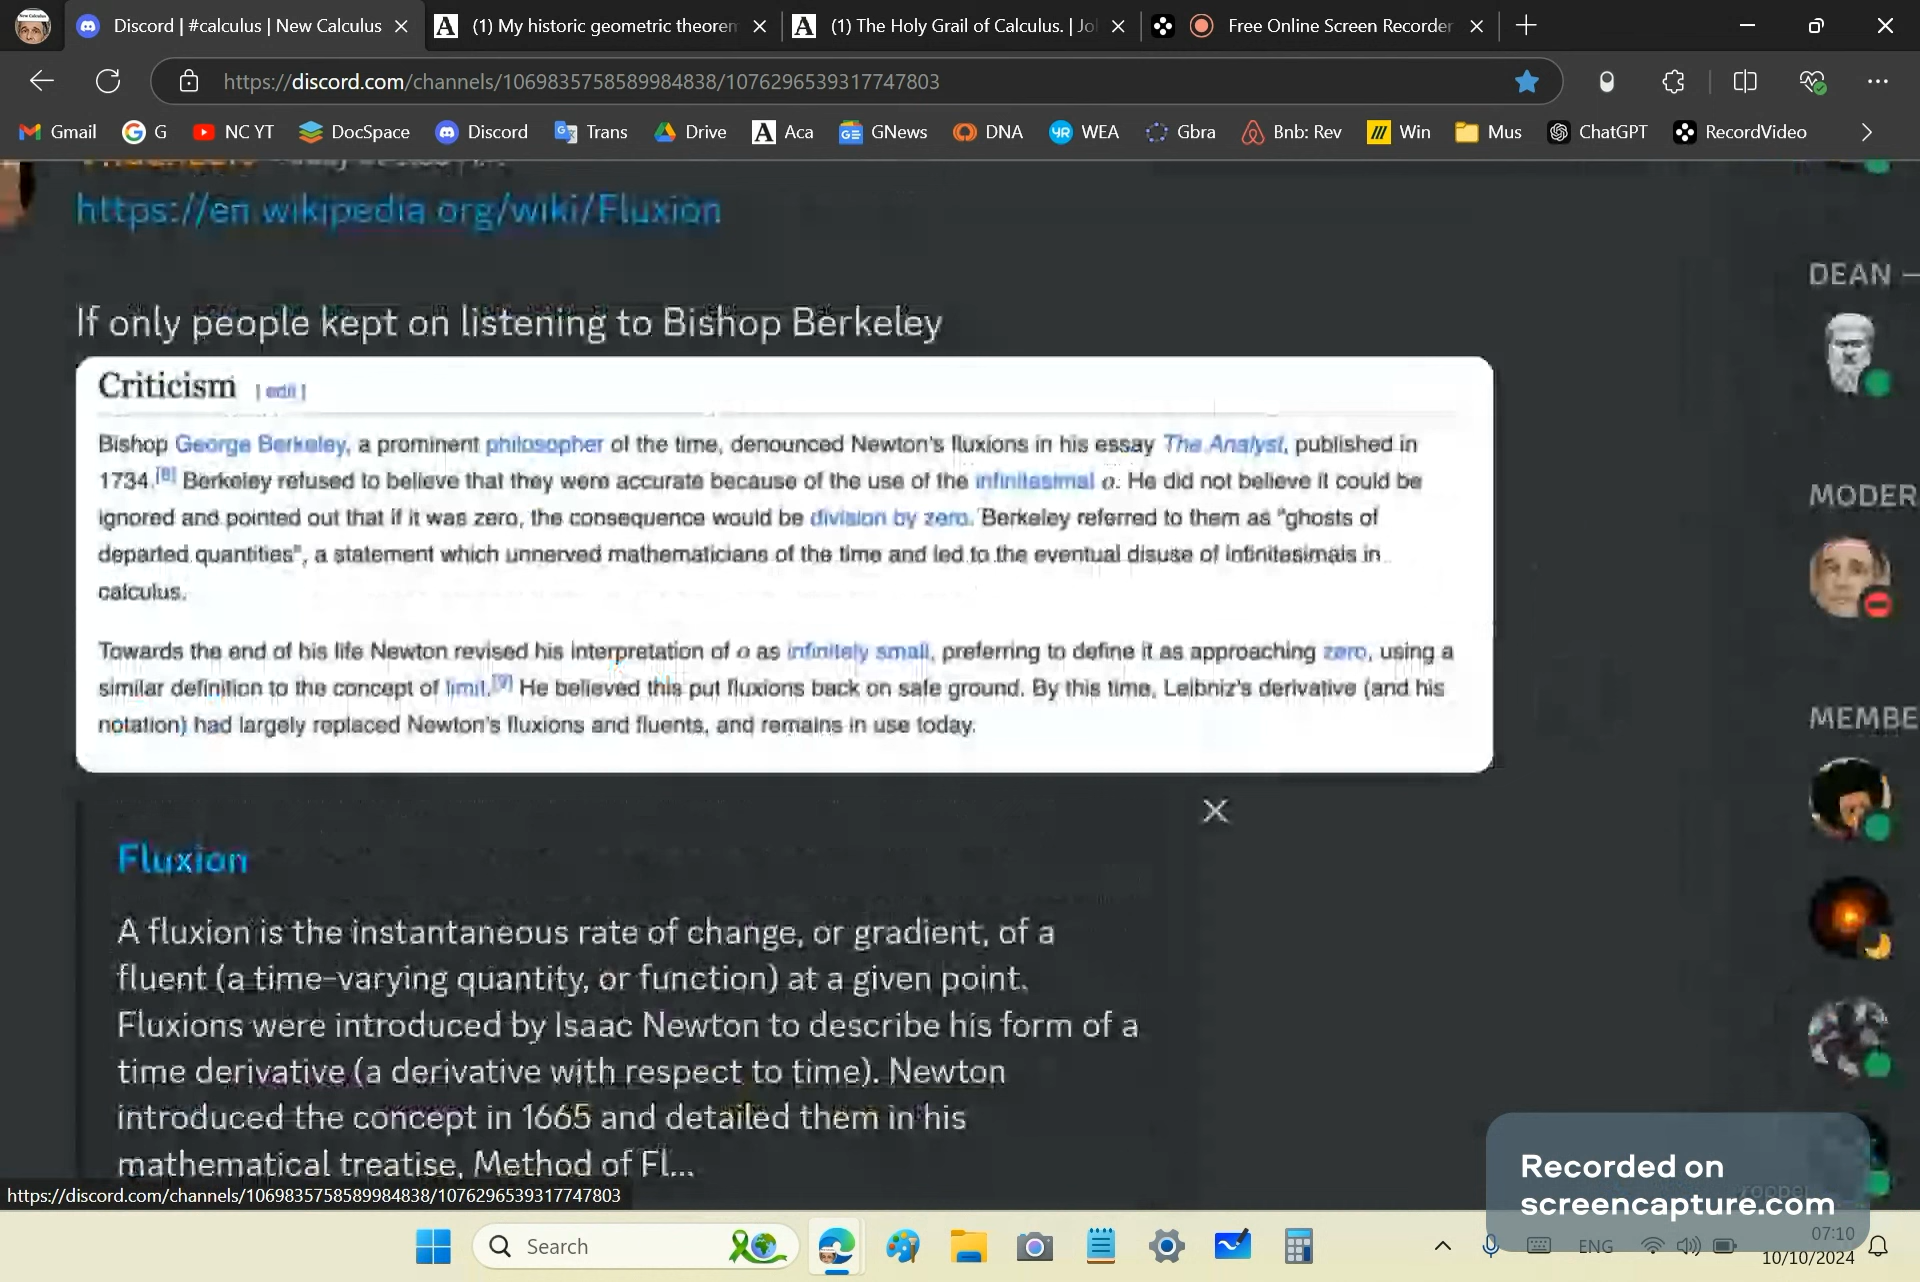 Discord | #calculus | New Calculus
(1) My historic geometric theorem
(1) The Holy Grail of Calculus. | Jo
Free Online Screen Recorder
https://discord.com/channels/1069835758589984838/1076296539317747803
Gmail
G
NC YT
DocSpace
Discord
Trans
Drive
Aca
GNews
DNA
WEA
Gbra
Bnb: Rev
Win
Mus
ChatGPT
RecordVideo
https://en.wikipedia.org/wiki/Fluxion
If only people kept on listening to Bishop Berkeley
Criticism [edit]
Bishop George Berkeley, a prominent philosopher of the time, denounced Newton's fluxions in his essay The Analyst, published in
1734.[8] Berkeley refused to believe that they were accurate because of the use of the infinitesimal o. He did not believe it could be
ignored and pointed out that if it was zero, the consequence would be division by zero. Berkeley referred to them as "ghosts of
departed quantities", a statement which unnerved mathematicians of the time and led to the eventual disuse of infinitesimals in
calculus.
Towards the end of his life Newton revised his interpretation of o as infinitely small, preferring to define it as approaching zero, using a
similar definition to the concept of limit.[9] He believed this put fluxions back on safe ground. By this time, Leibniz's derivative (and his
notation) had largely replaced Newton's fluxions and fluents, and remains in use today.
Fluxion
A fluxion is the instantaneous rate of change, or gradient, of a
fluent (a time-varying quantity, or function) at a given point.
Fluxions were introduced by Isaac Newton to describe his form of a
time derivative (a derivative with respect to time). Newton
introduced the concept in 1665 and detailed them in his
mathematical treatise, Method of Fl...
DEAN —
MODER
MEMBE
https://discord.com/channels/1069835758589984838/1076296539317747803
Recorded on
screencapture.com
Search
ENG
07:10
10/10/2024